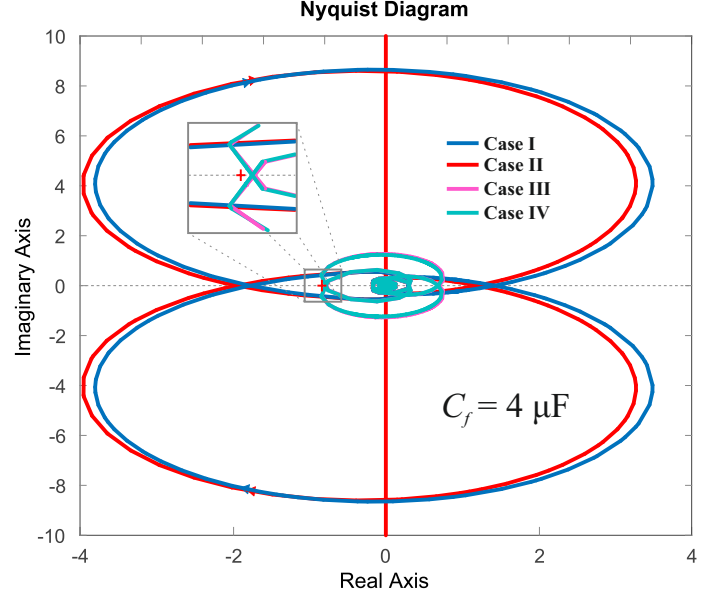 Nyquist Diagram
10
8
6
4
2
0
-2
-4
-6
-8
-10
Imaginary Axis
Case I
Case II
Case III
Case IV
C_f = 4 μF
-4
-2
0
2
4
Real Axis